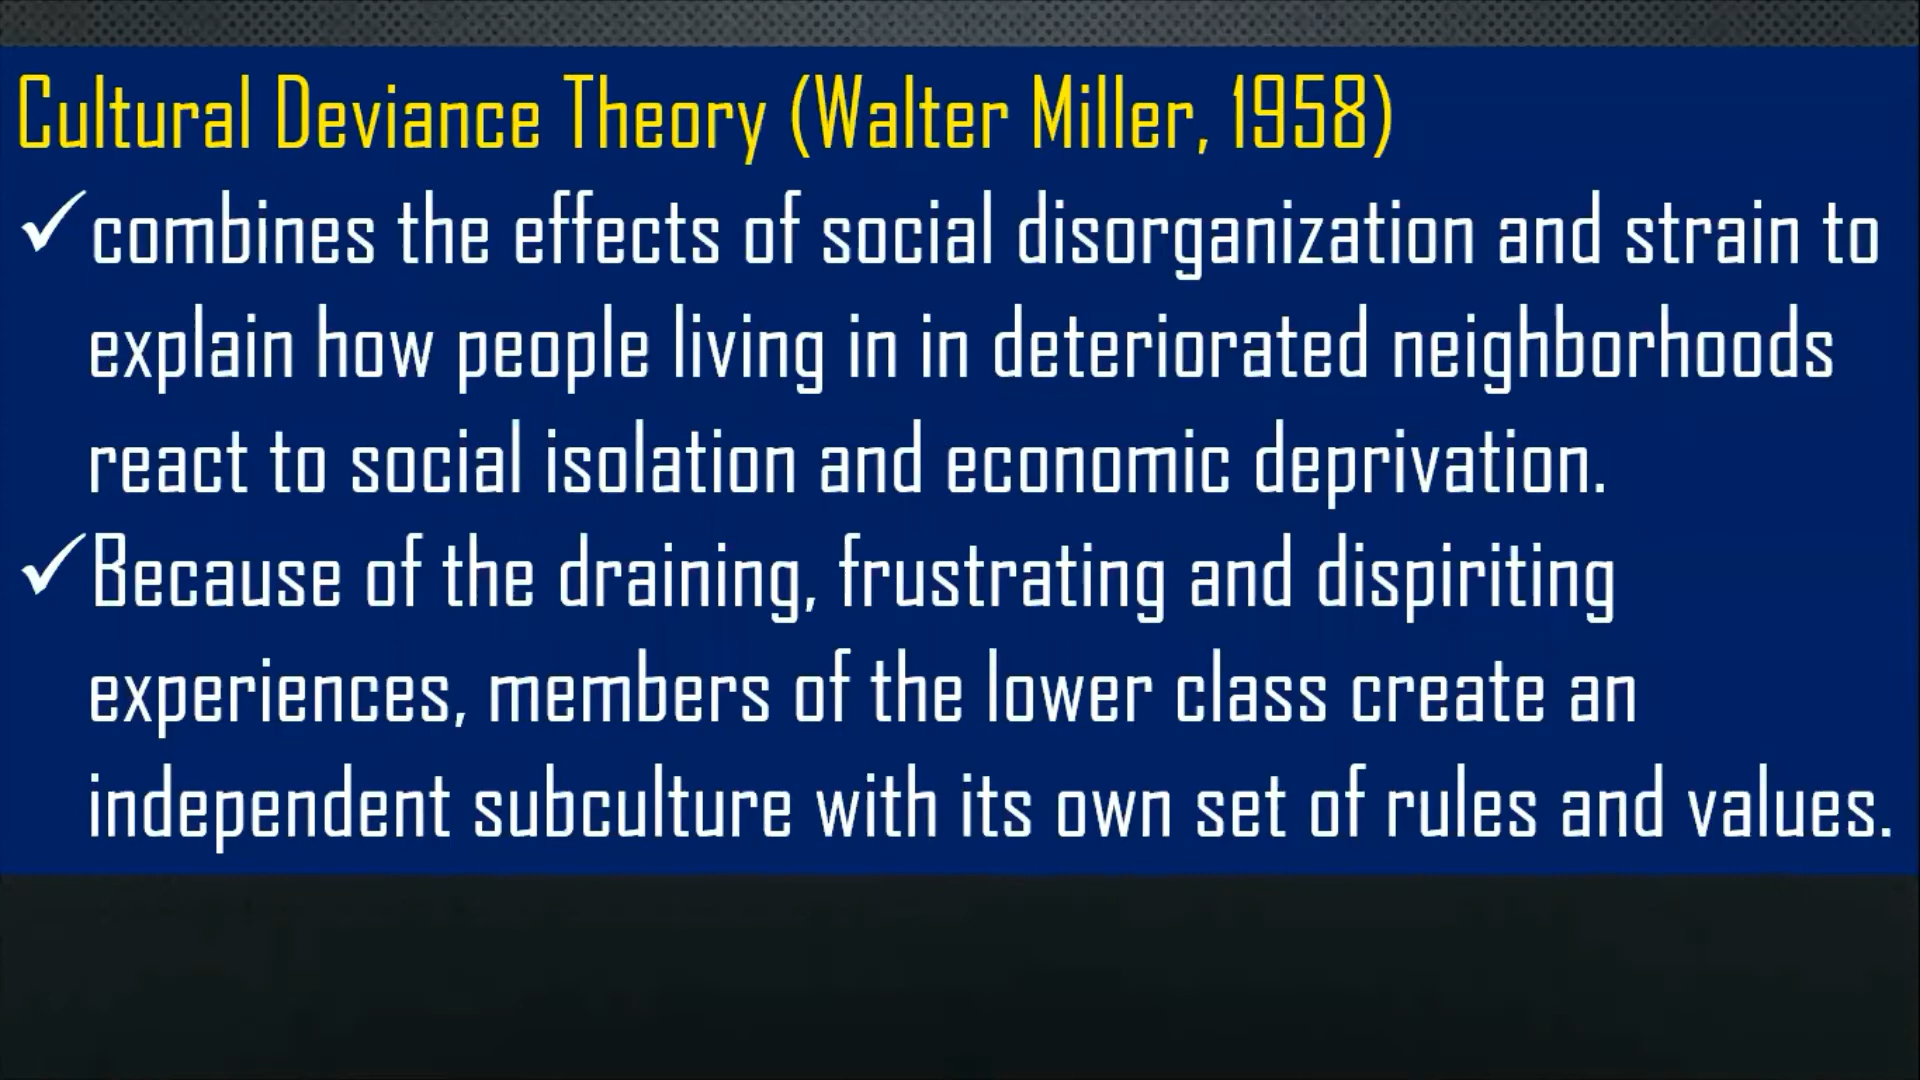 Cultural Deviance Theory (Walter Miller, 1958)
✓combines the effects of social disorganization and strain to
explain how people living in in deteriorated neighborhoods
react to social isolation and economic deprivation.
✓Because of the draining, frustrating and dispiriting
experiences, members of the lower class create an
independent subculture with its own set of rules and values.